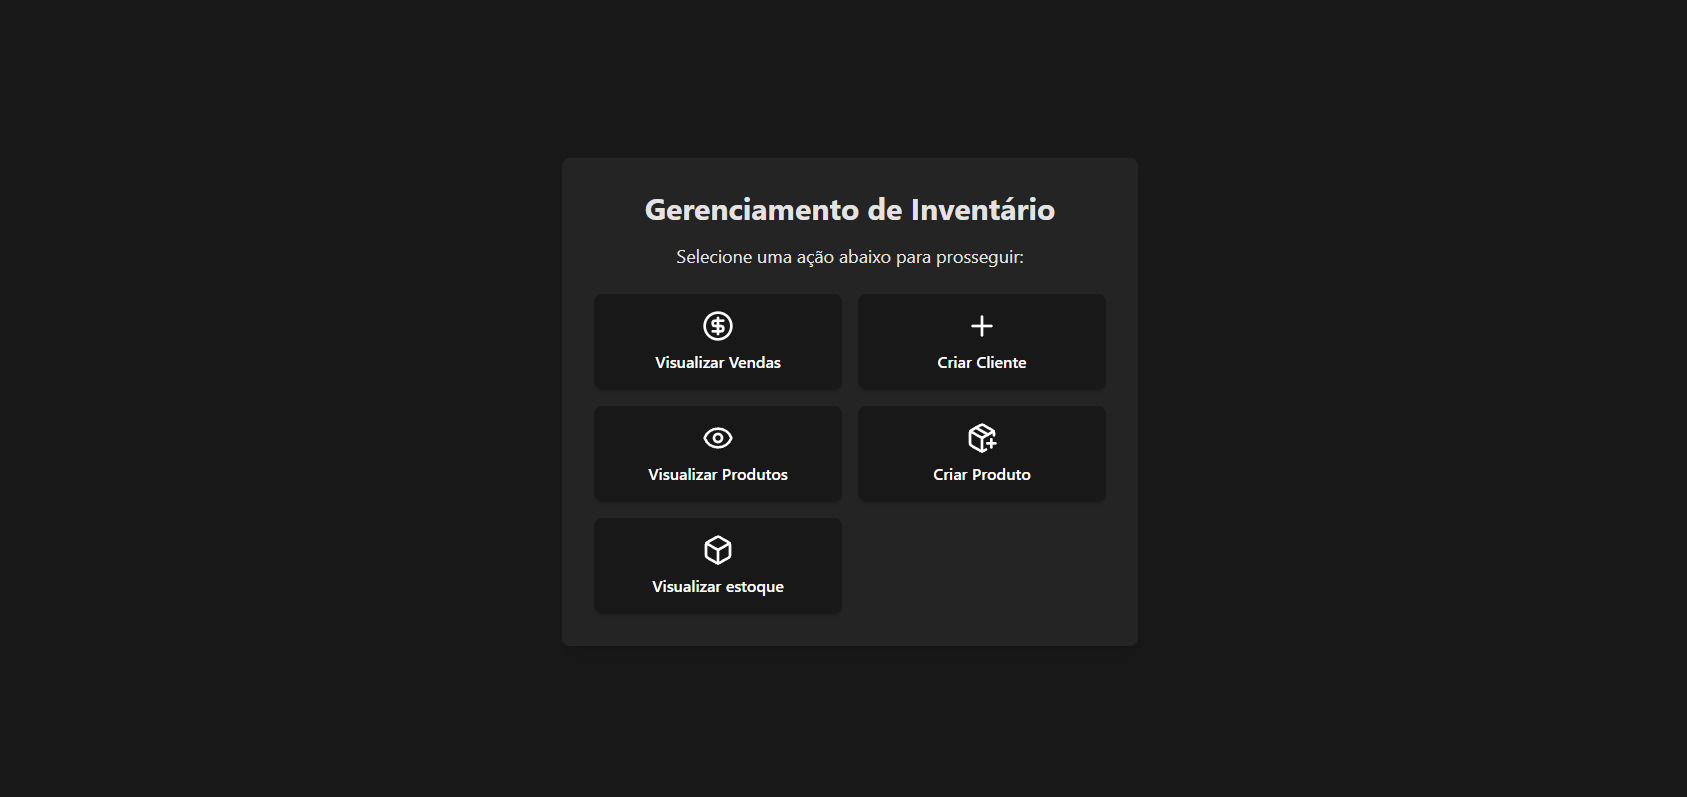 Gerenciamento de Inventário
Selecione uma ação abaixo para prosseguir:
Visualizar Vendas
Criar Cliente
Visualizar Produtos
Criar Produto
Visualizar estoque